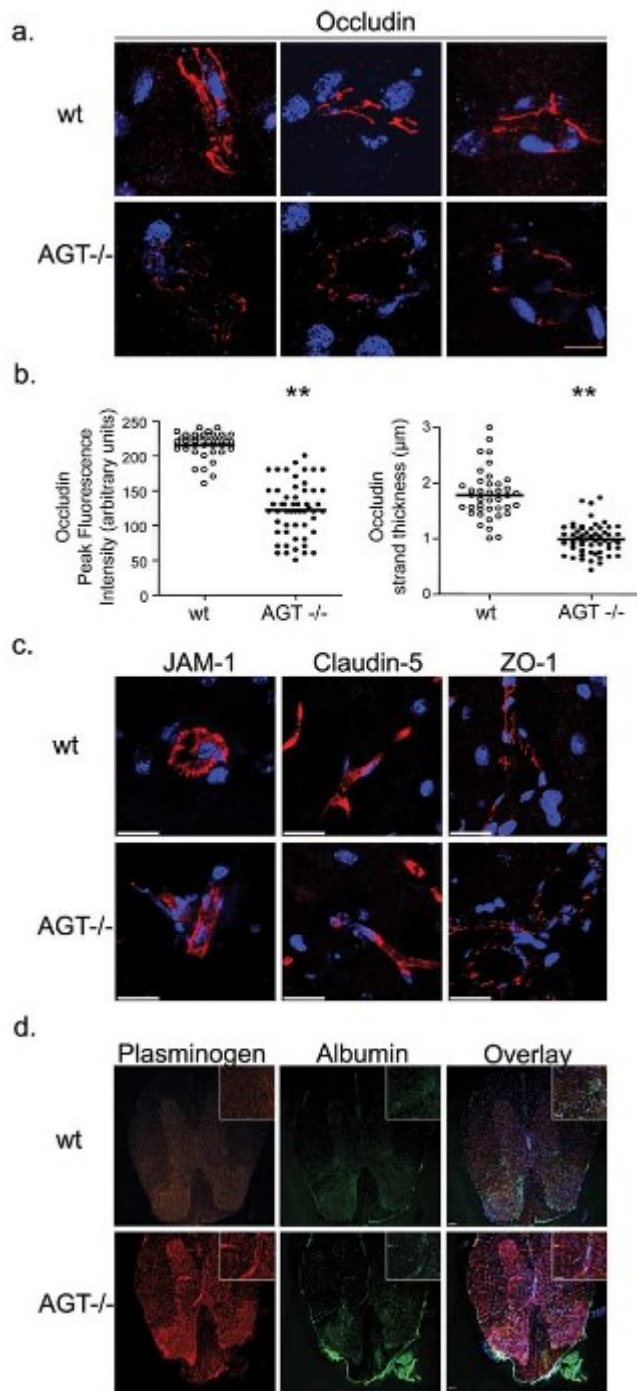 a.
Occludin
wt
AGT-/-
b.
**
**
Occludin
Peak Fluorescence
Intensity (arbitrary units)
250
200
150
100
50
0
wt
AGT -/-
Occludin
strand thickness (µm)
3
2
1
0
wt
AGT -/-
c.
JAM-1
Claudin-5
ZO-1
wt
AGT-/-
d.
Plasminogen
Albumin
Overlay
wt
AGT-/-